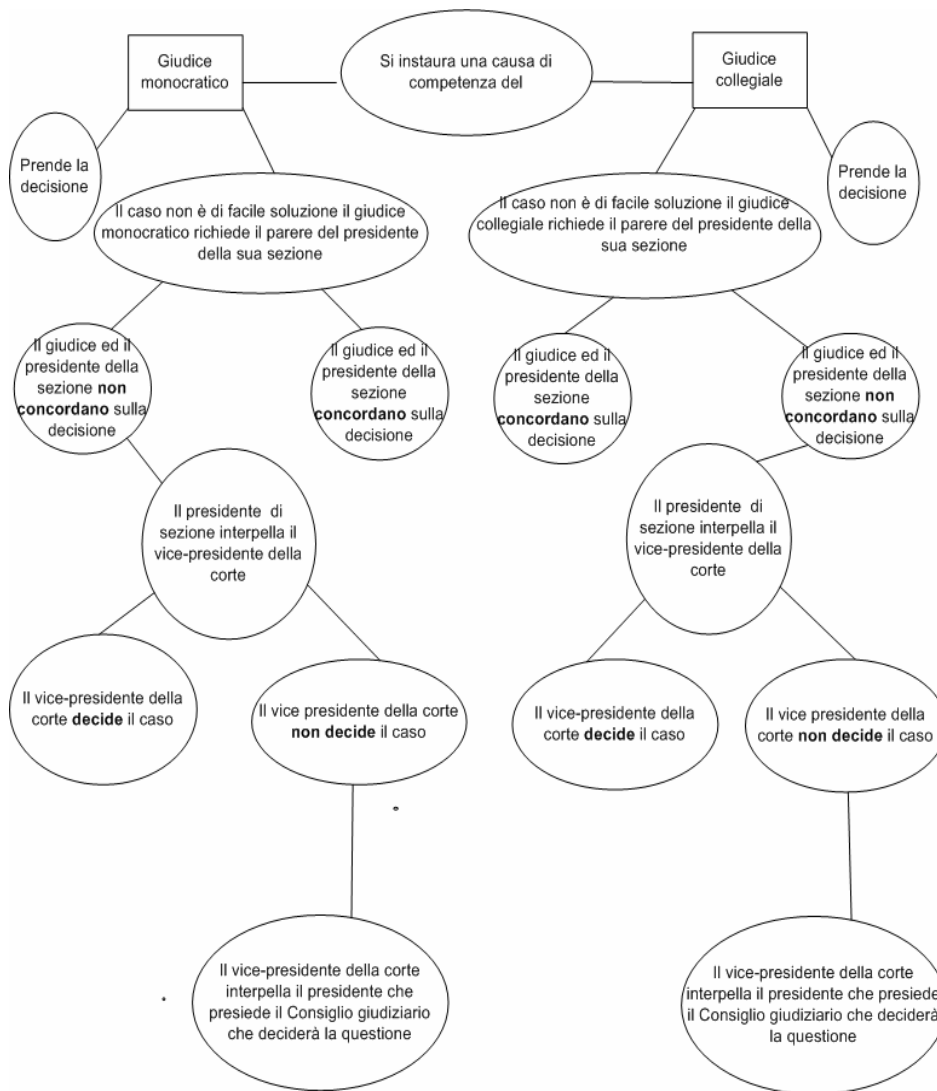 Si instaura una causa di
competenza del
Giudice
monocratico
Giudice
collegiale
Prende la
decisione
Prende la
decisione
Il caso non è di facile soluzione il giudice
monocratico richiede il parere del presidente
della sua sezione
Il caso non è di facile soluzione il giudice
collegiale richiede il parere del presidente della
sua sezione
Il giudice ed il
presidente della
sezione non
concordano sulla
decisione
Il giudice ed il
presidente della
sezione
concordano sulla
decisione
Il giudice ed il
presidente della
sezione
concordano sulla
decisione
Il giudice ed il
presidente della
sezione non
concordano sulla
decisione
Il presidente di
sezione interpella il
vice-presidente della
corte
Il presidente di
sezione interpella il
vice-presidente della
corte
Il vice-presidente della
corte decide il caso
Il vice presidente della corte
non decide il caso
Il vice-presidente della
corte decide il caso
Il vice presidente della
corte non decide il caso
Il vice-presidente della corte
interpella il presidente che
presiede il Consiglio giudiziario
che deciderà la questione
Il vice-presidente della corte
interpella il presidente che presiede
il Consiglio giudiziario che deciderà
la questione